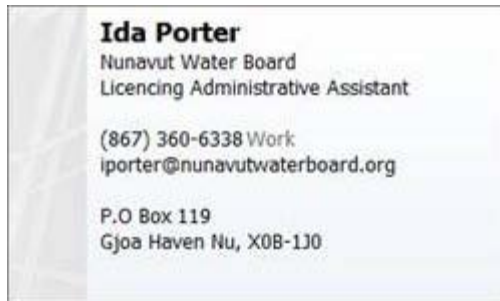 Ida Porter
Nunavut Water Board
Licencing Administrative Assistant
(867) 360-6338 Work
iporter@nunavutwaterboard.org
P.O Box 119
Gjoa Haven Nu, X0B-1J0